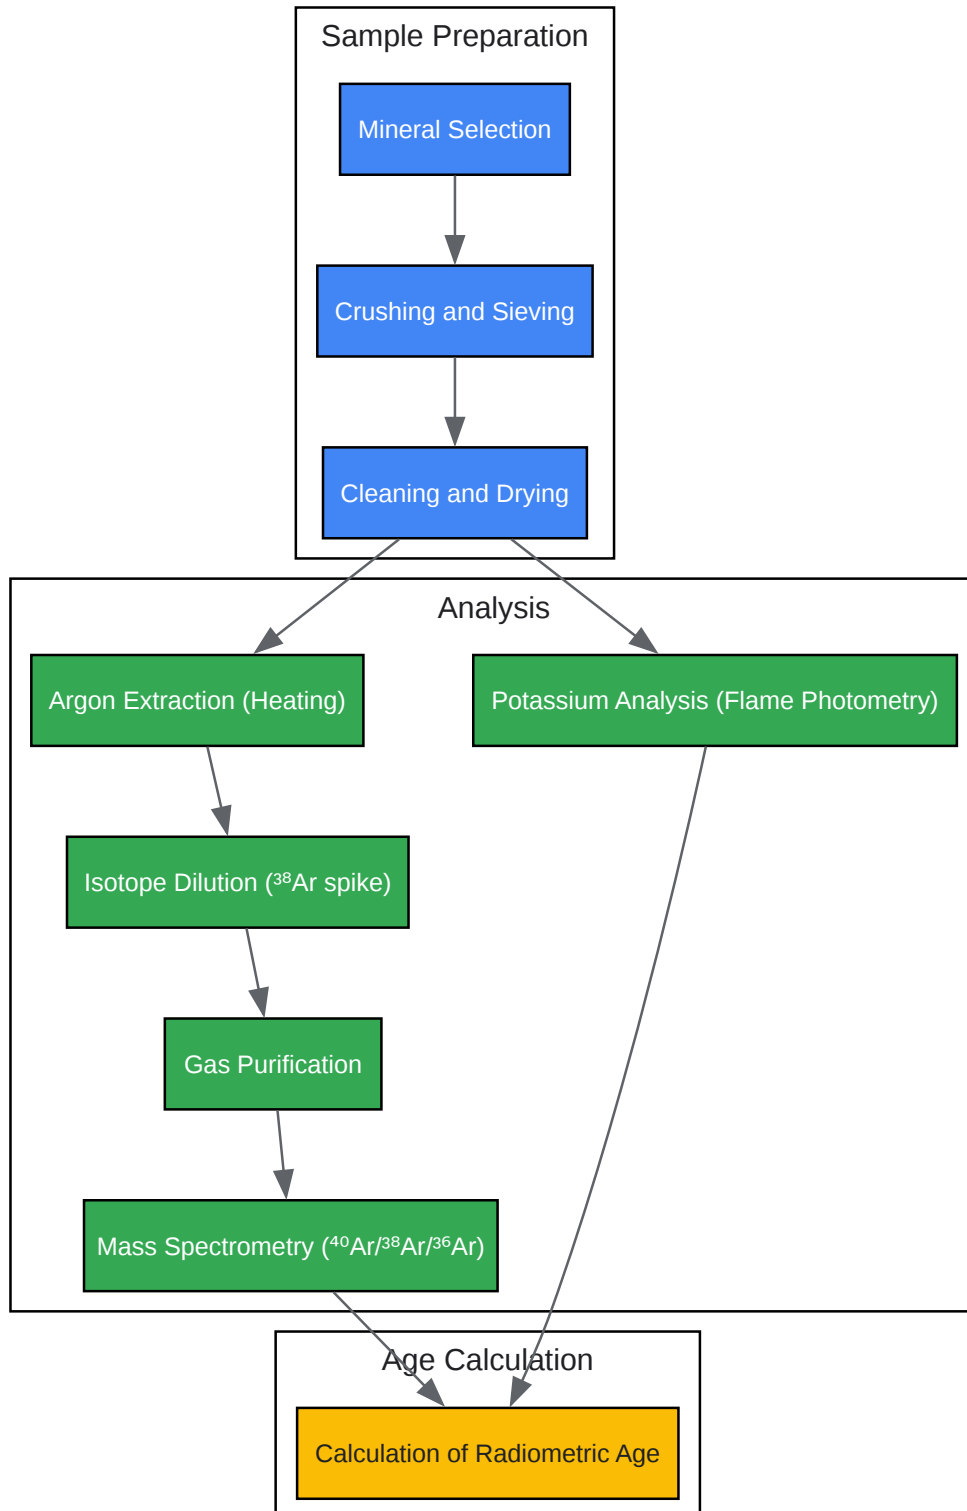 Sample Preparation
Mineral Selection
Crushing and Sieving
Cleaning and Drying
Analysis
Argon Extraction (Heating)
Potassium Analysis (Flame Photometry)
Isotope Dilution (³⁸Ar spike)
Gas Purification
Mass Spectrometry (⁴⁰Ar/³⁸Ar/³⁶Ar)
Age Calculation
Calculation of Radiometric Age